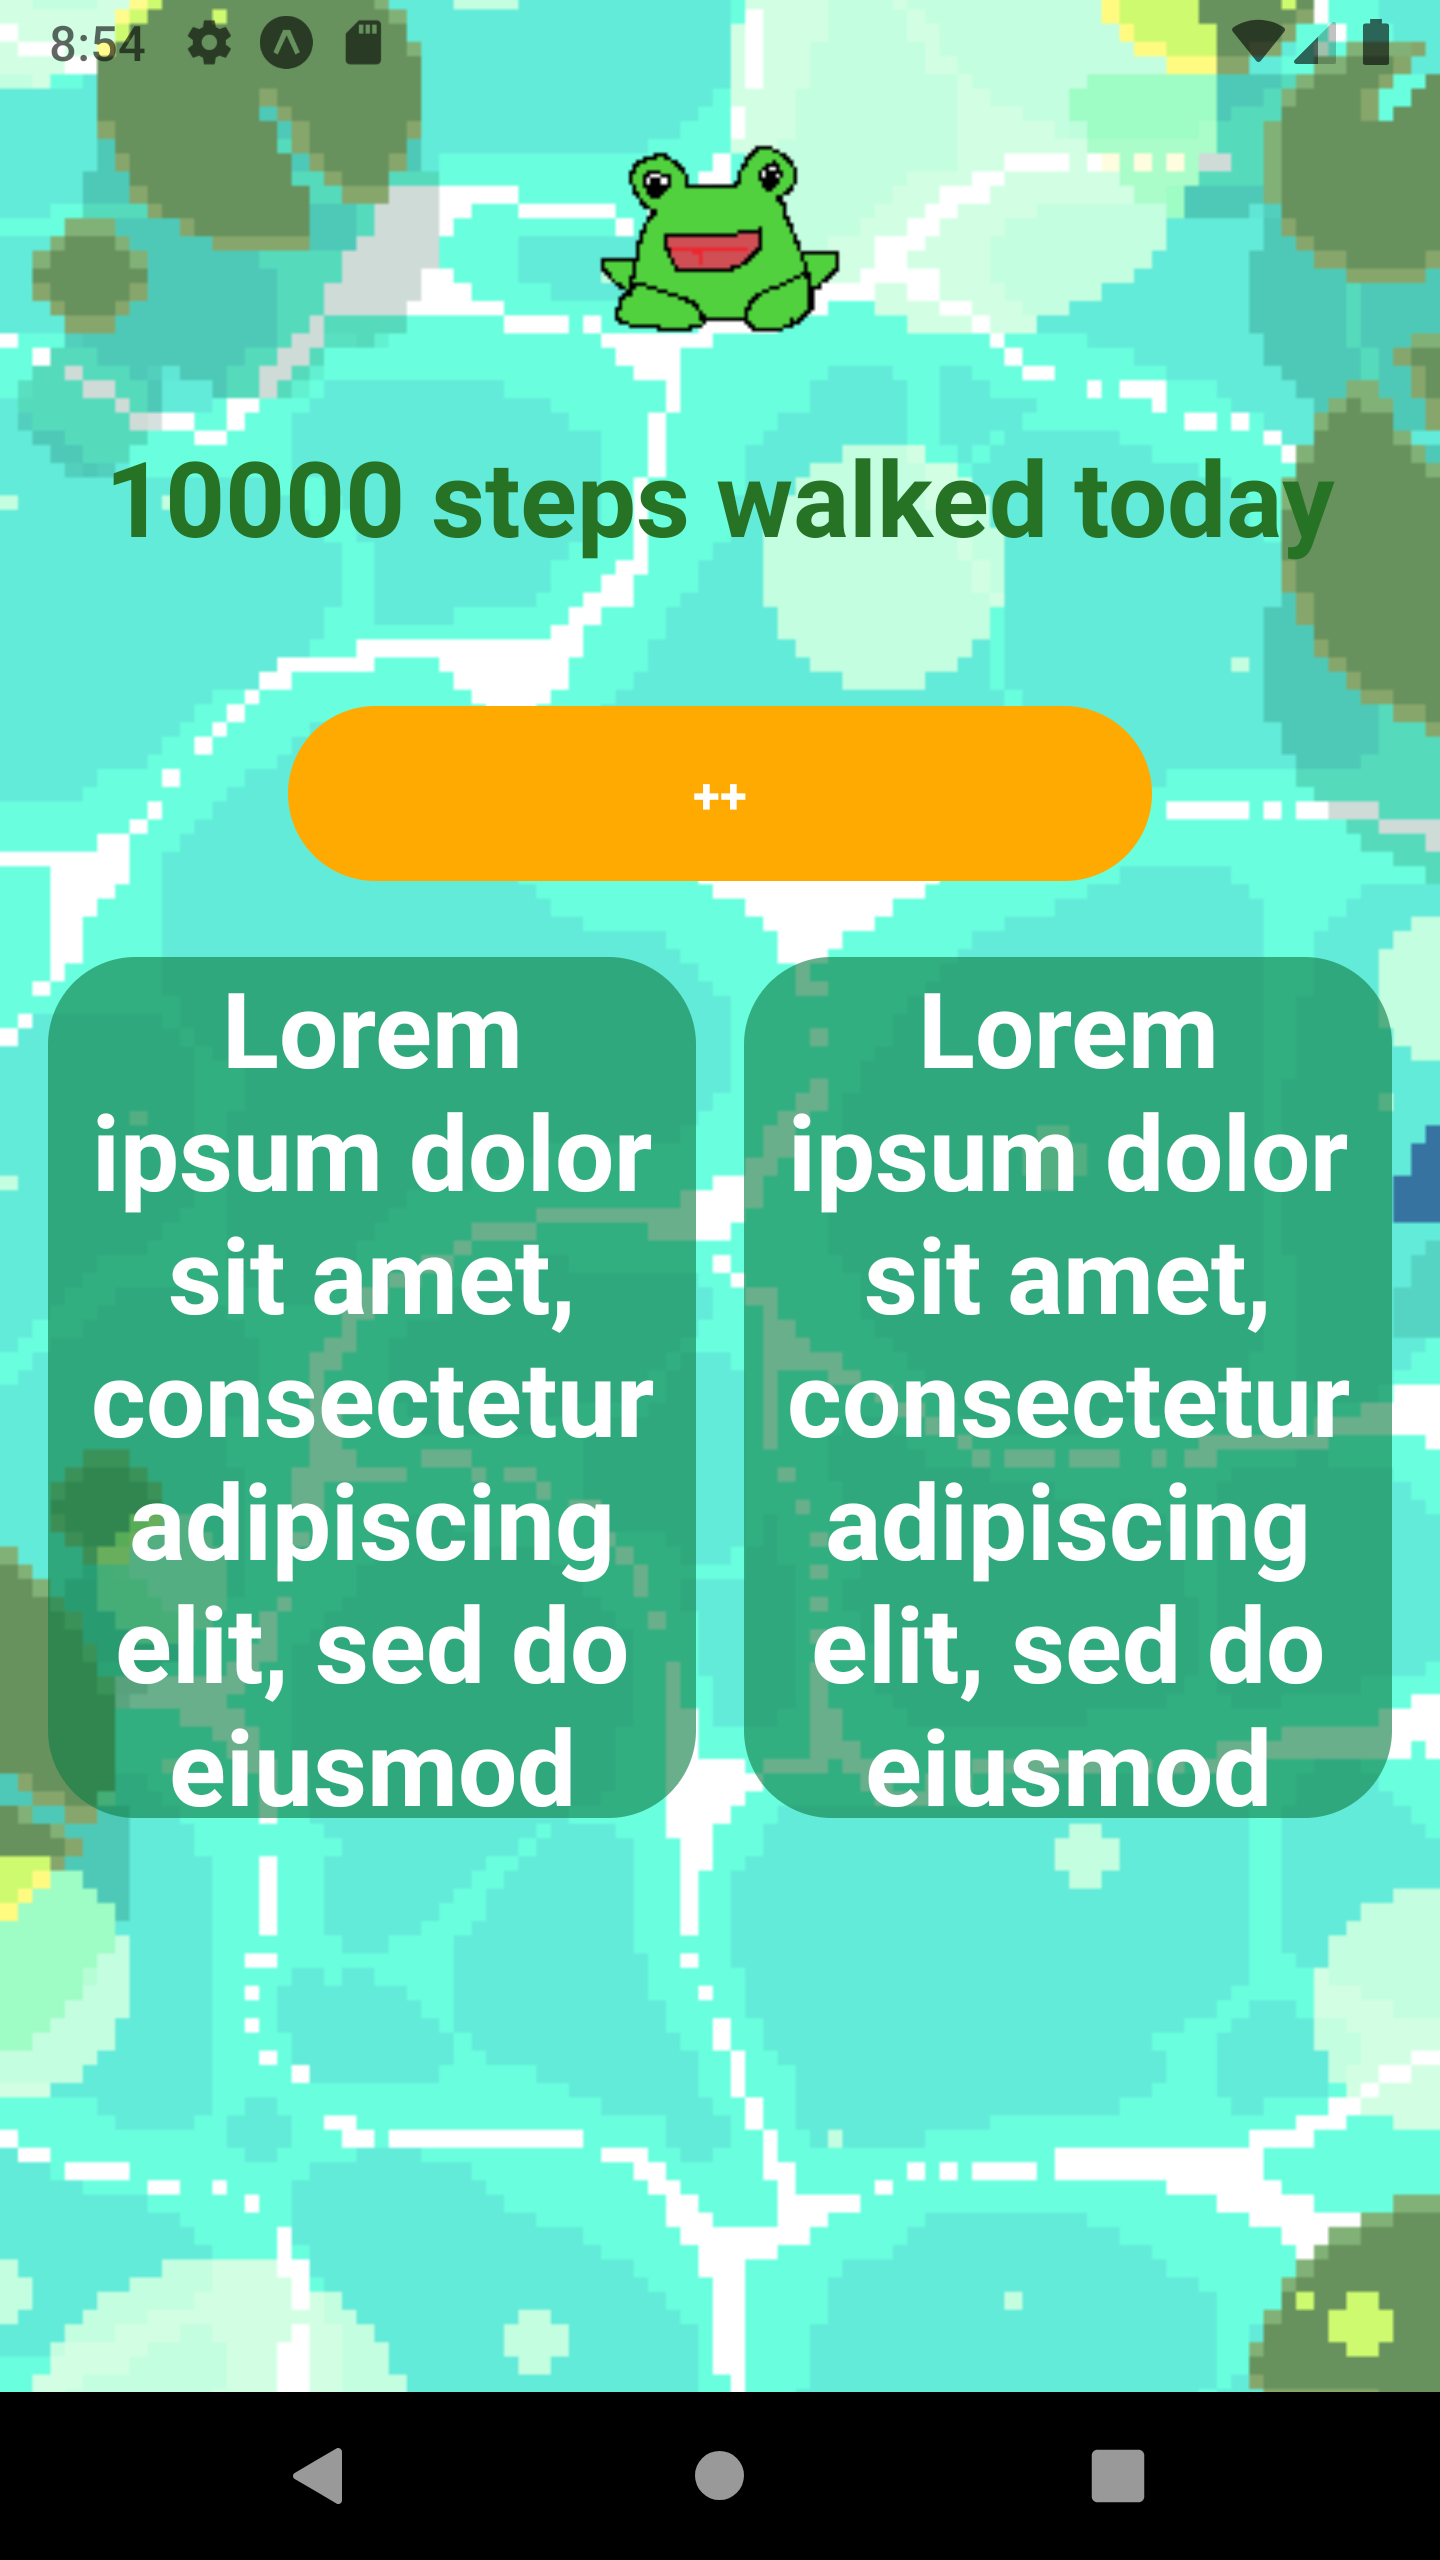 8:54
10000 steps walked today
++
Lorem
ipsum dolor
sit amet,
consectetur
adipiscing
elit, sed do
eiusmod
Lorem
ipsum dolor
sit amet,
consectetur
adipiscing
elit, sed do
eiusmod